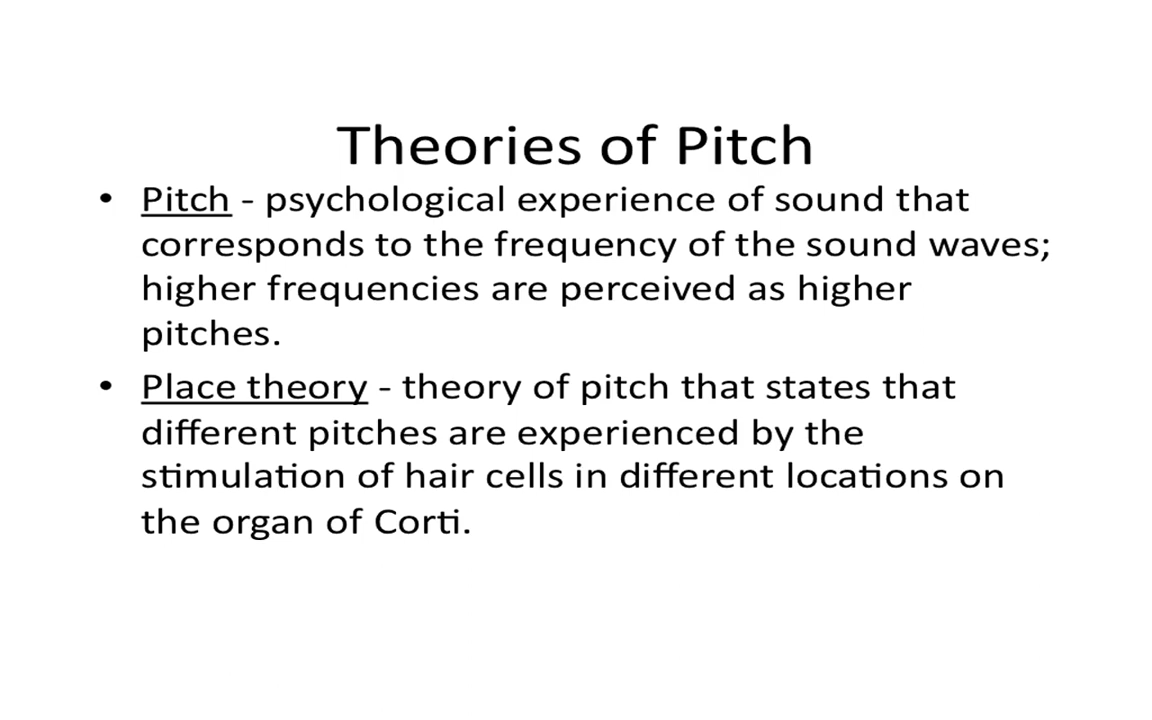 Theories of Pitch
• Pitch - psychological experience of sound that
corresponds to the frequency of the sound waves;
higher frequencies are perceived as higher
pitches.
• Place theory - theory of pitch that states that
different pitches are experienced by the
stimulation of hair cells in different locations on
the organ of Corti.